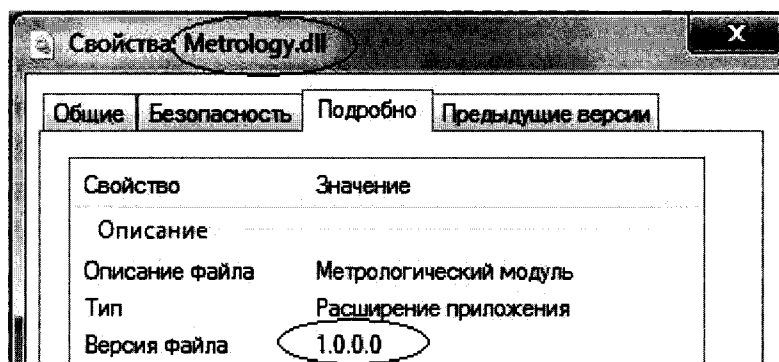 Свойства: Metrology.dll
X
Общие Безопасность Подробно Предыдущие версии
Свойство Значение
Описание
Описание файла Метрологический модуль
Тип Расширение приложения
Версия файла 1.0.0.0